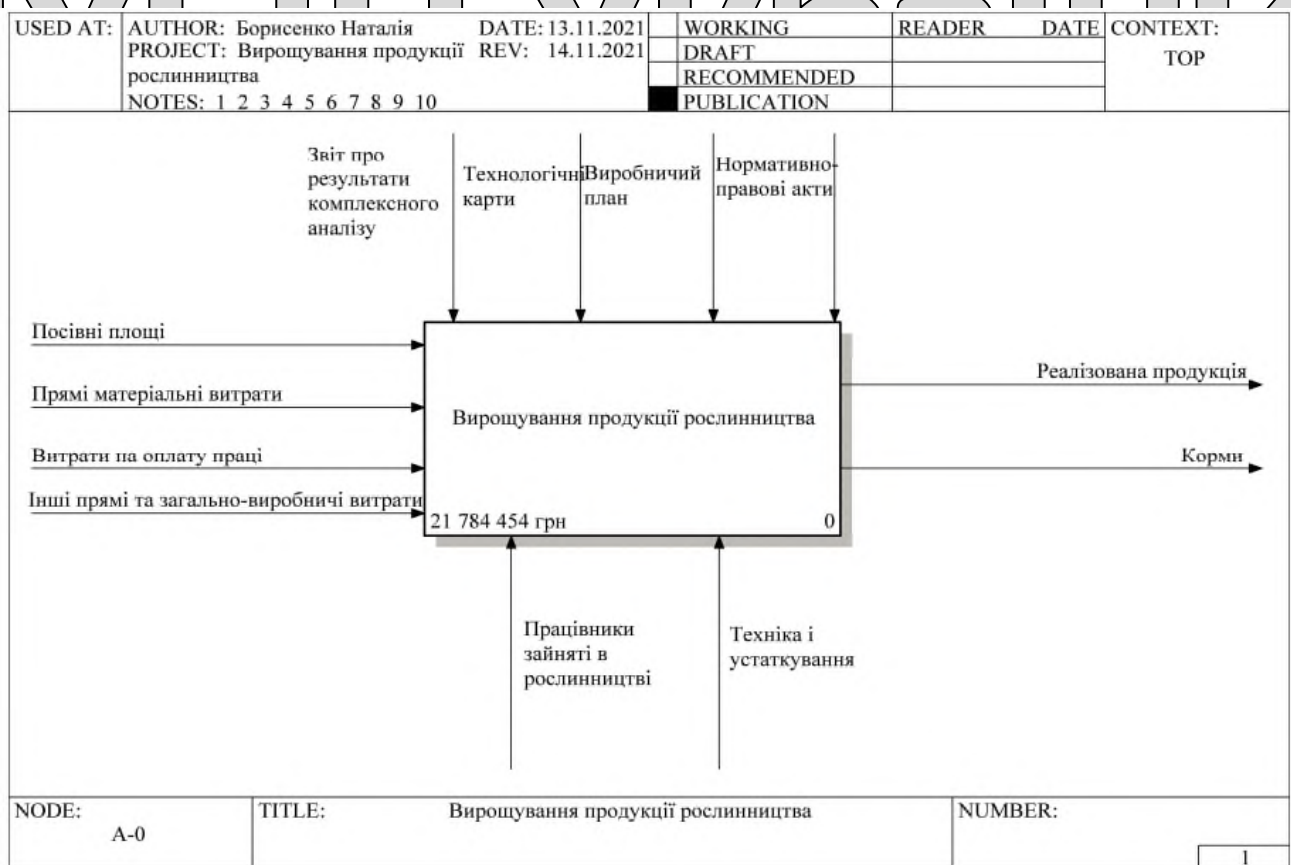 USED AT:
AUTHOR: Борисенко Наталія
DATE: 13.11.2021
PROJECT: Вирощування продукції
REV: 14.11.2021
рослинництва
NOTES: 1 2 3 4 5 6 7 8 9 10
WORKING
DRAFT
RECOMMENDED
PUBLICATION
READER DATE
CONTEXT:
TOP
Звіт про
результати
комплексного
аналізу
Технологічні
карти
Виробничий
план
Нормативно-
правові акти
Посівні площі
Прямі матеріальні витрати
Витрати на оплату праці
Інші прямі та загально-виробничі витрати
Вирощування продукції рослинництва
21 784 454 грн
0
Реалізована продукція
Корми
Працівники
зайняті в
рослинництві
Техніка і
устаткування
NODE:
A-0
TITLE:
Вирощування продукції рослинництва
NUMBER:
1